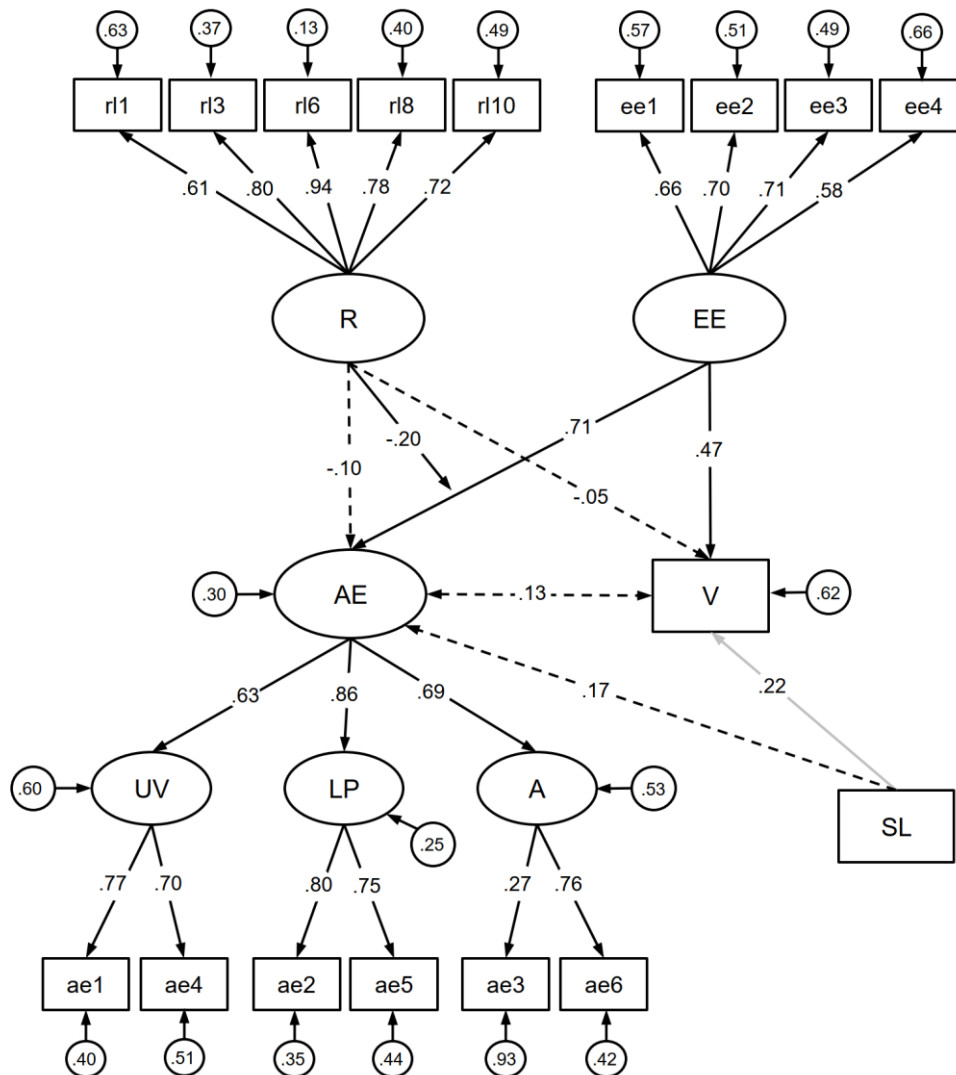 .63 .37 .13 .40 .49 .57 .51 .49 .66
rl1 rl3 rl6 rl8 rl10 ee1 ee2 ee3 ee4
.61 .80 .94 .78 .72 .66 .70 .71 .58
R EE
-.20 .71 .47
-.10 -.05
.30 AE .13 V .62
.63 .86 .69 .17 .22
.60 UV LP A .53
.25 SL
.77 .70 .80 .75 .27 .76
ae1 ae4 ae2 ae5 ae3 ae6
.40 .51 .35 .44 .93 .42